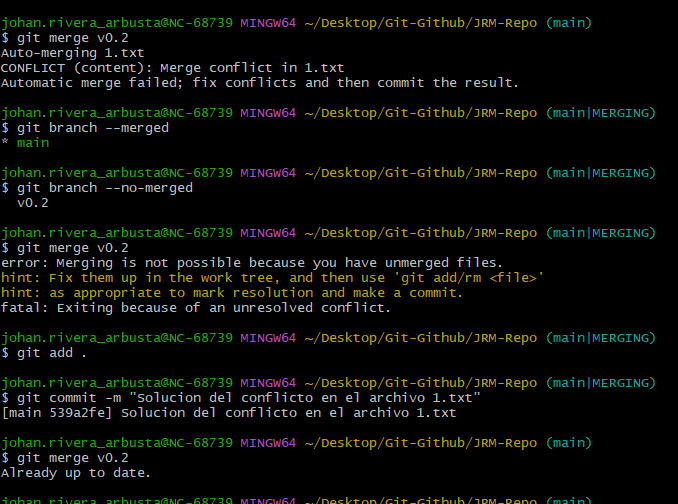 johan.rivera_arbusta@NC-68739 MINGW64 ~/Desktop/Git-Github/JRM-Repo (main)
$ git merge v0.2
Auto-merging 1.txt
CONFLICT (content): Merge conflict in 1.txt
Automatic merge failed; fix conflicts and then commit the result.
johan.rivera_arbusta@NC-68739 MINGW64 ~/Desktop/Git-Github/JRM-Repo (main|MERGING)
$ git branch --merged
* main
johan.rivera_arbusta@NC-68739 MINGW64 ~/Desktop/Git-Github/JRM-Repo (main|MERGING)
$ git branch --no-merged
  v0.2
johan.rivera_arbusta@NC-68739 MINGW64 ~/Desktop/Git-Github/JRM-Repo (main|MERGING)
$ git merge v0.2
error: Merging is not possible because you have unmerged files.
hint: Fix them up in the work tree, and then use 'git add/rm <file>'
hint: as appropriate to mark resolution and make a commit.
fatal: Exiting because of an unresolved conflict.
johan.rivera_arbusta@NC-68739 MINGW64 ~/Desktop/Git-Github/JRM-Repo (main|MERGING)
$ git add .
johan.rivera_arbusta@NC-68739 MINGW64 ~/Desktop/Git-Github/JRM-Repo (main|MERGING)
$ git commit -m "Solucion del conflicto en el archivo 1.txt"
[main 539a2fe] Solucion del conflicto en el archivo 1.txt
johan.rivera_arbusta@NC-68739 MINGW64 ~/Desktop/Git-Github/JRM-Repo (main)
$ git merge v0.2
Already up to date.
johan.rivera_arbusta@NC-68739 MINGW64 ~/Desktop/Git-Github/JRM-Repo (main)